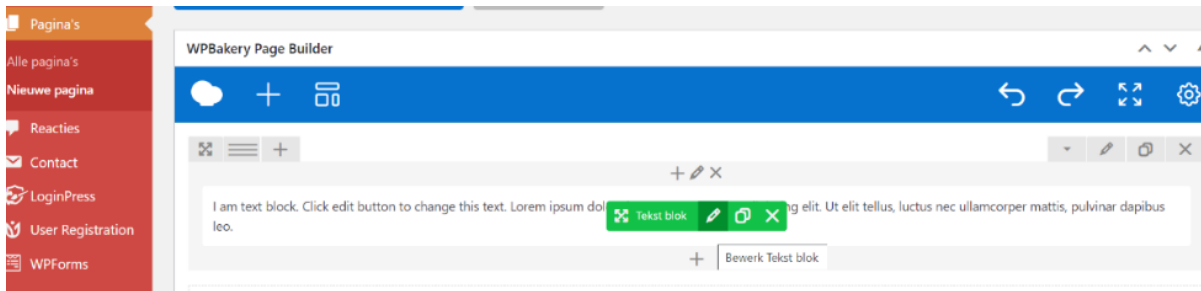 Pagina's
Alle pagina's
Nieuwe pagina
Reacties
Contact
LoginPress
User Registration
WPForms
WPBakery Page Builder
I am text block. Click edit button to change this text. Lorem ipsum dol ng elit. Ut elit tellus, luctus nec ullamcorper mattis, pulvinar dapibus
leo.
Tekst blok
Bewerk Tekst blok